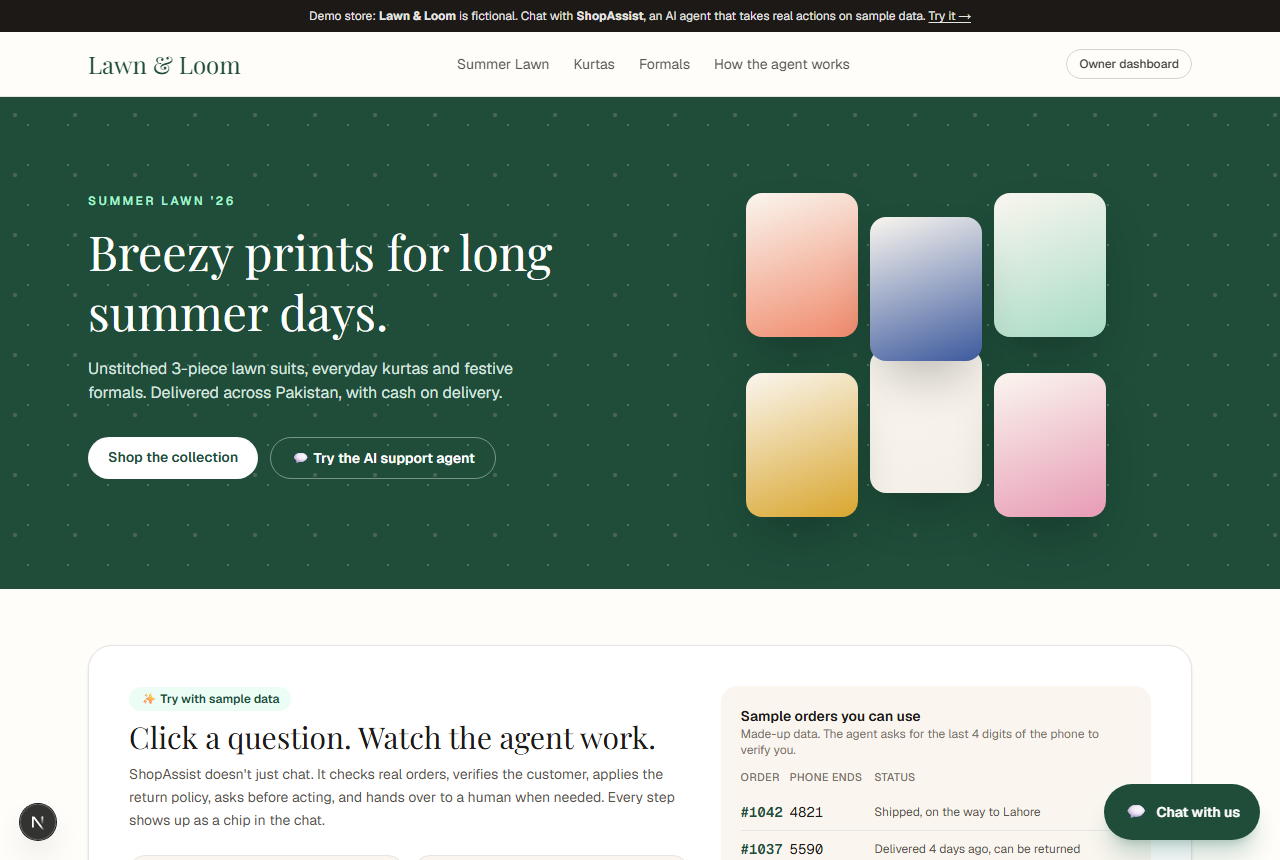 Demo store: Lawn & Loom is fictional. Chat with ShopAssist, an AI agent that takes real actions on sample data. Try it →
Lawn & Loom
Summer Lawn
Kurtas
Formals
How the agent works
Owner dashboard
SUMMER LAWN '26
Breezy prints for long
summer days.
Unstitched 3-piece lawn suits, everyday kurtas and festive
formals. Delivered across Pakistan, with cash on delivery.
Shop the collection
💬 Try the AI support agent
✨ Try with sample data
Click a question. Watch the agent work.
ShopAssist doesn't just chat. It checks real orders, verifies the customer, applies the
return policy, asks before acting, and hands over to a human when needed. Every step
shows up as a chip in the chat.
Sample orders you can use
Made-up data. The agent asks for the last 4 digits of the phone to
verify you.
ORDER PHONE ENDS STATUS
#1042 4821 Shipped, on the way to Lahore
#1037 5590 Delivered 4 days ago, can be returned
💬 Chat with us
N